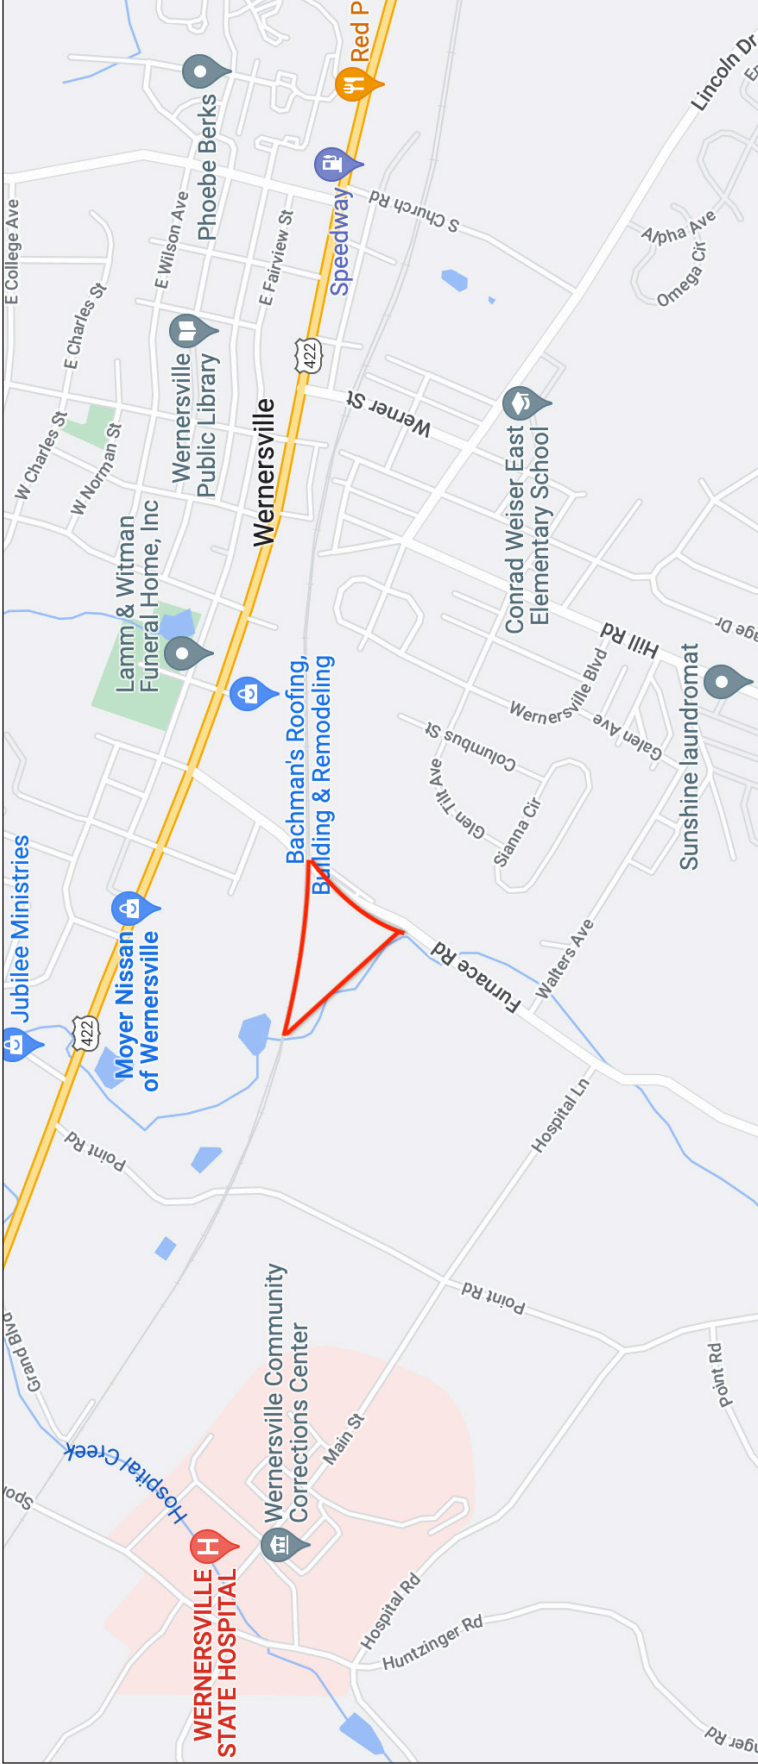 E College Ave
E Charles St
E Wilson Ave
Phoebe Berks
E Fairview St
Red P
Speedway
S Church Rd
Lincoln Dr
Alpha Ave
Omega Cir
W Charles St
W Norman St
Wernersville
Public Library
422
Werner St
Wernersville
Conrad Weiser East
Elementary School
Lamm & Witman
Funeral Home, Inc
Hill Rd
age Dr
Bachman's Roofing,
Building & Remodeling
Wernersville Blvd
Galen Ave
Columbus St
Glen Tilt Ave
Sianna Cir
Sunshine laundromat
Jubilee Ministries
Moyer Nissan
of Wernersville
422
Furnace Rd
Walters Ave
Point Rd
Hospital Ln
Point Rd
Point Rd
Grand Blvd
Hospital Creek
Spo
Wernersville Community
Corrections Center
Main St
H
WERNERSVILLE
STATE HOSPITAL
Hospital Rd
Huntzinger Rd
nger Rd